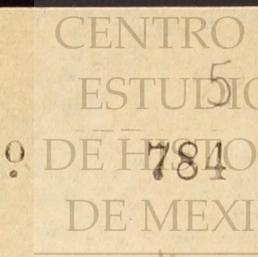 CENTRO
5
ESTUDIO
º 784
DE HISTO
DE MEXI